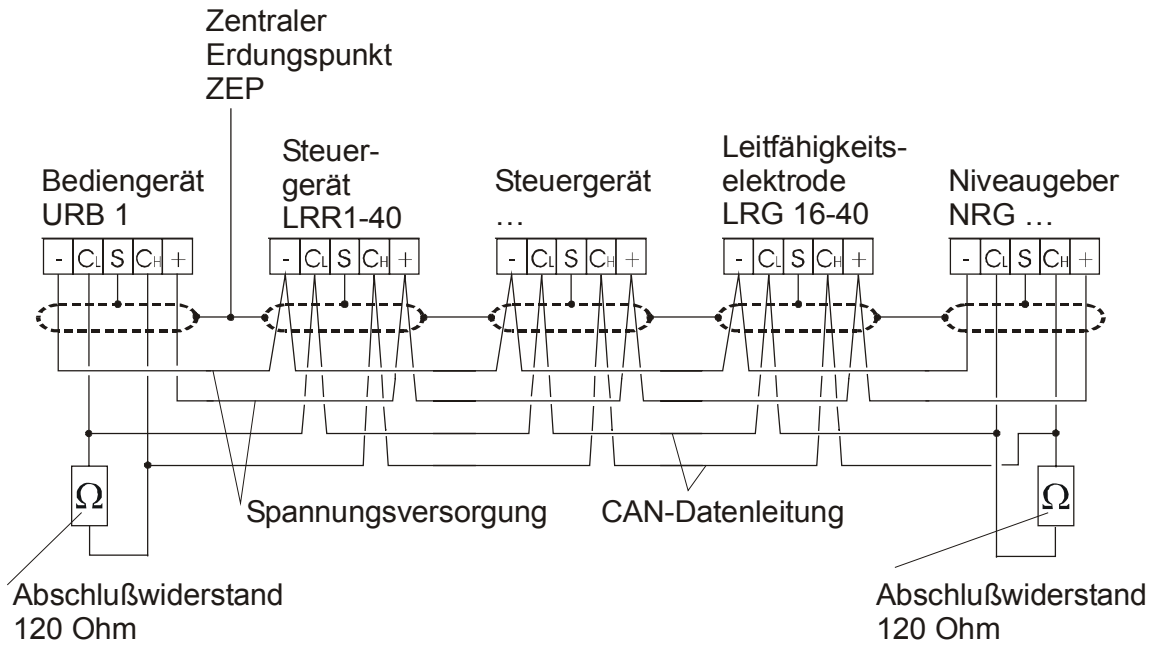 Zentraler
Erdungspunkt
ZEP
Bediengerät
URB 1
Steuer-
gerät
LRR1-40
Steuergerät
…
Leitfähigkeits-
elektrode
LRG 16-40
Niveaugeber
NRG …
- CL S CH +
- CL S CH +
- CL S CH +
- CL S CH +
- CL S CH +
Ω
Spannungsversorgung
CAN-Datenleitung
Ω
Abschlußwiderstand
120 Ohm
Abschlußwiderstand
120 Ohm